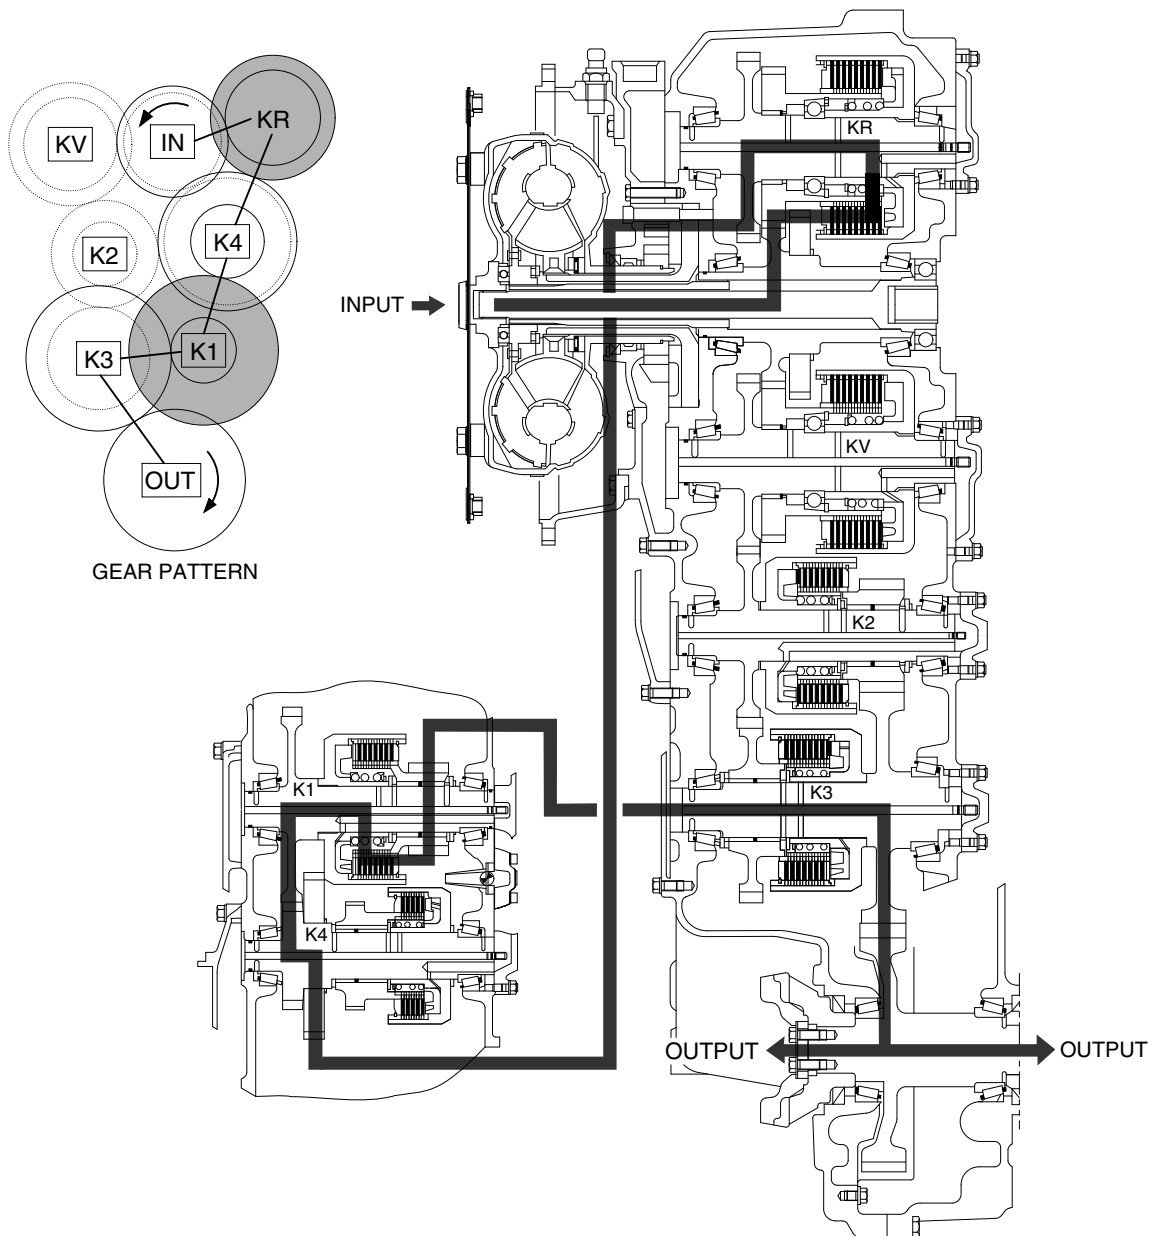 KV
IN
KR
K2
K4
K3
K1
OUT
GEAR PATTERN
INPUT
KR
KV
K2
K3
K1
K4
OUTPUT
OUTPUT